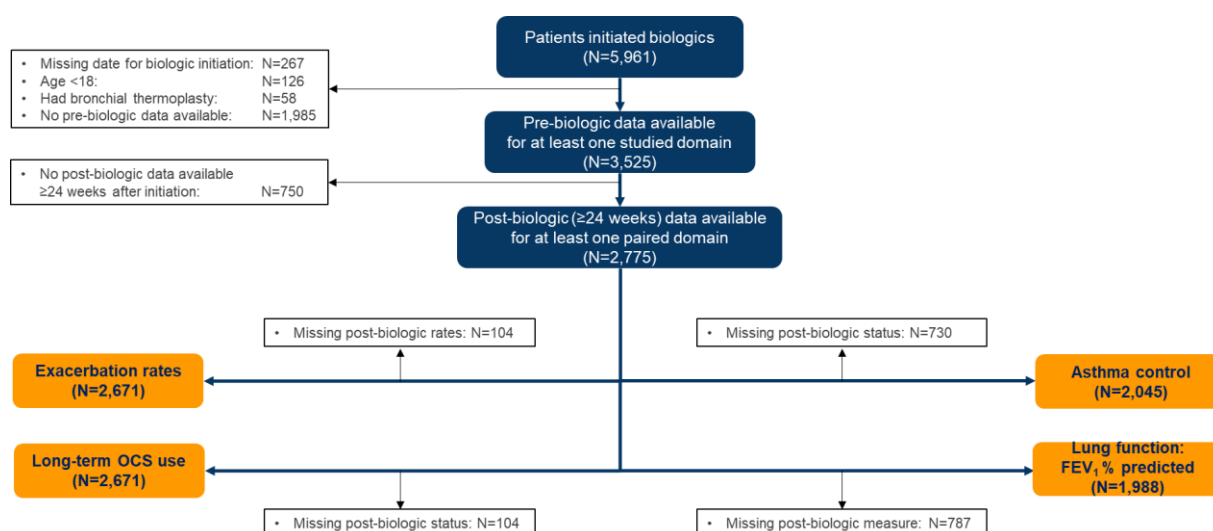 Patients initiated biologics
(N=5,961)
• Missing date for biologic initiation: N=267
• Age <18: N=126
• Had bronchial thermoplasty: N=58
• No pre-biologic data available: N=1,985
Pre-biologic data available
for at least one studied domain
(N=3,525)
• No post-biologic data available
≥24 weeks after initiation: N=750
Post-biologic (≥24 weeks) data available
for at least one paired domain
(N=2,775)
• Missing post-biologic rates: N=104
• Missing post-biologic status: N=730
Exacerbation rates
(N=2,671)
Asthma control
(N=2,045)
Long-term OCS use
(N=2,671)
Lung function:
FEV₁ % predicted
(N=1,988)
• Missing post-biologic status: N=104
• Missing post-biologic measure: N=787